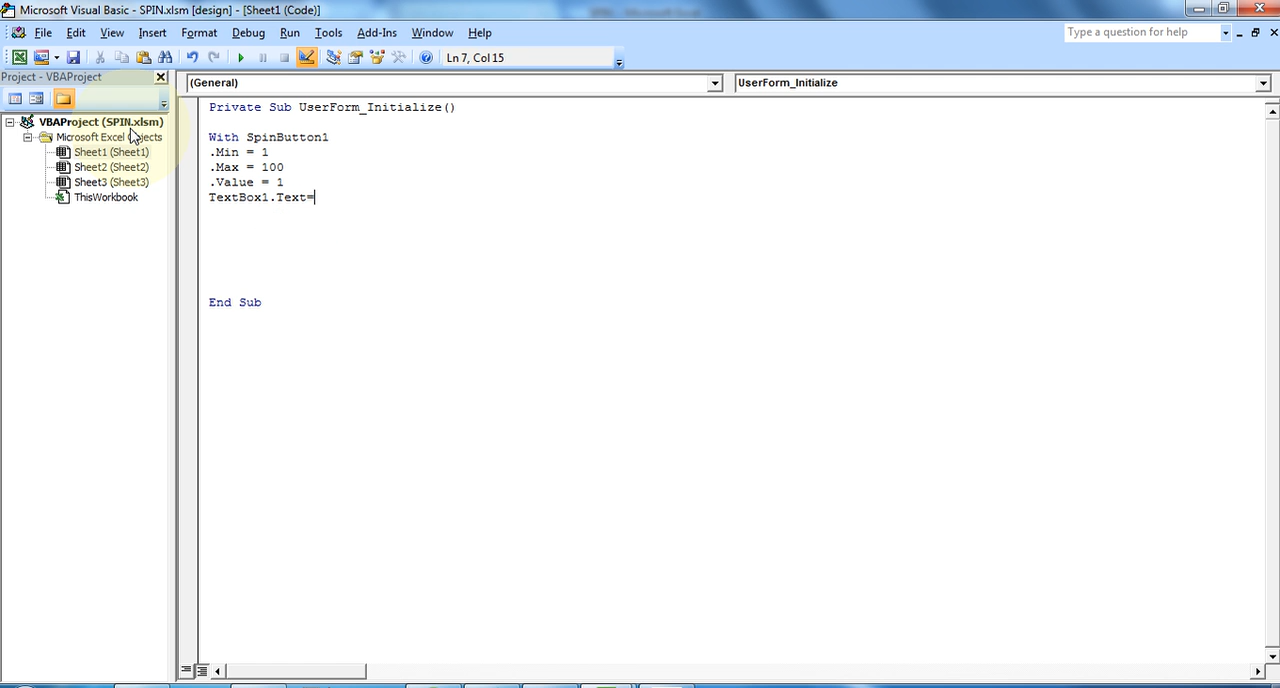 Microsoft Visual Basic - SPIN.xlsm [design] - [Sheet1 (Code)]
File Edit View Insert Format Debug Run Tools Add-Ins Window Help
Type a question for help
Ln 7, Col 15
Project - VBAProject
(General)
UserForm_Initialize
VBAProject (SPIN.xlsm)
Microsoft Excel Objects
Sheet1 (Sheet1)
Sheet2 (Sheet2)
Sheet3 (Sheet3)
ThisWorkbook
Private Sub UserForm_Initialize()
With SpinButton1
.Min = 1
.Max = 100
.Value = 1
TextBox1.Text=
End Sub